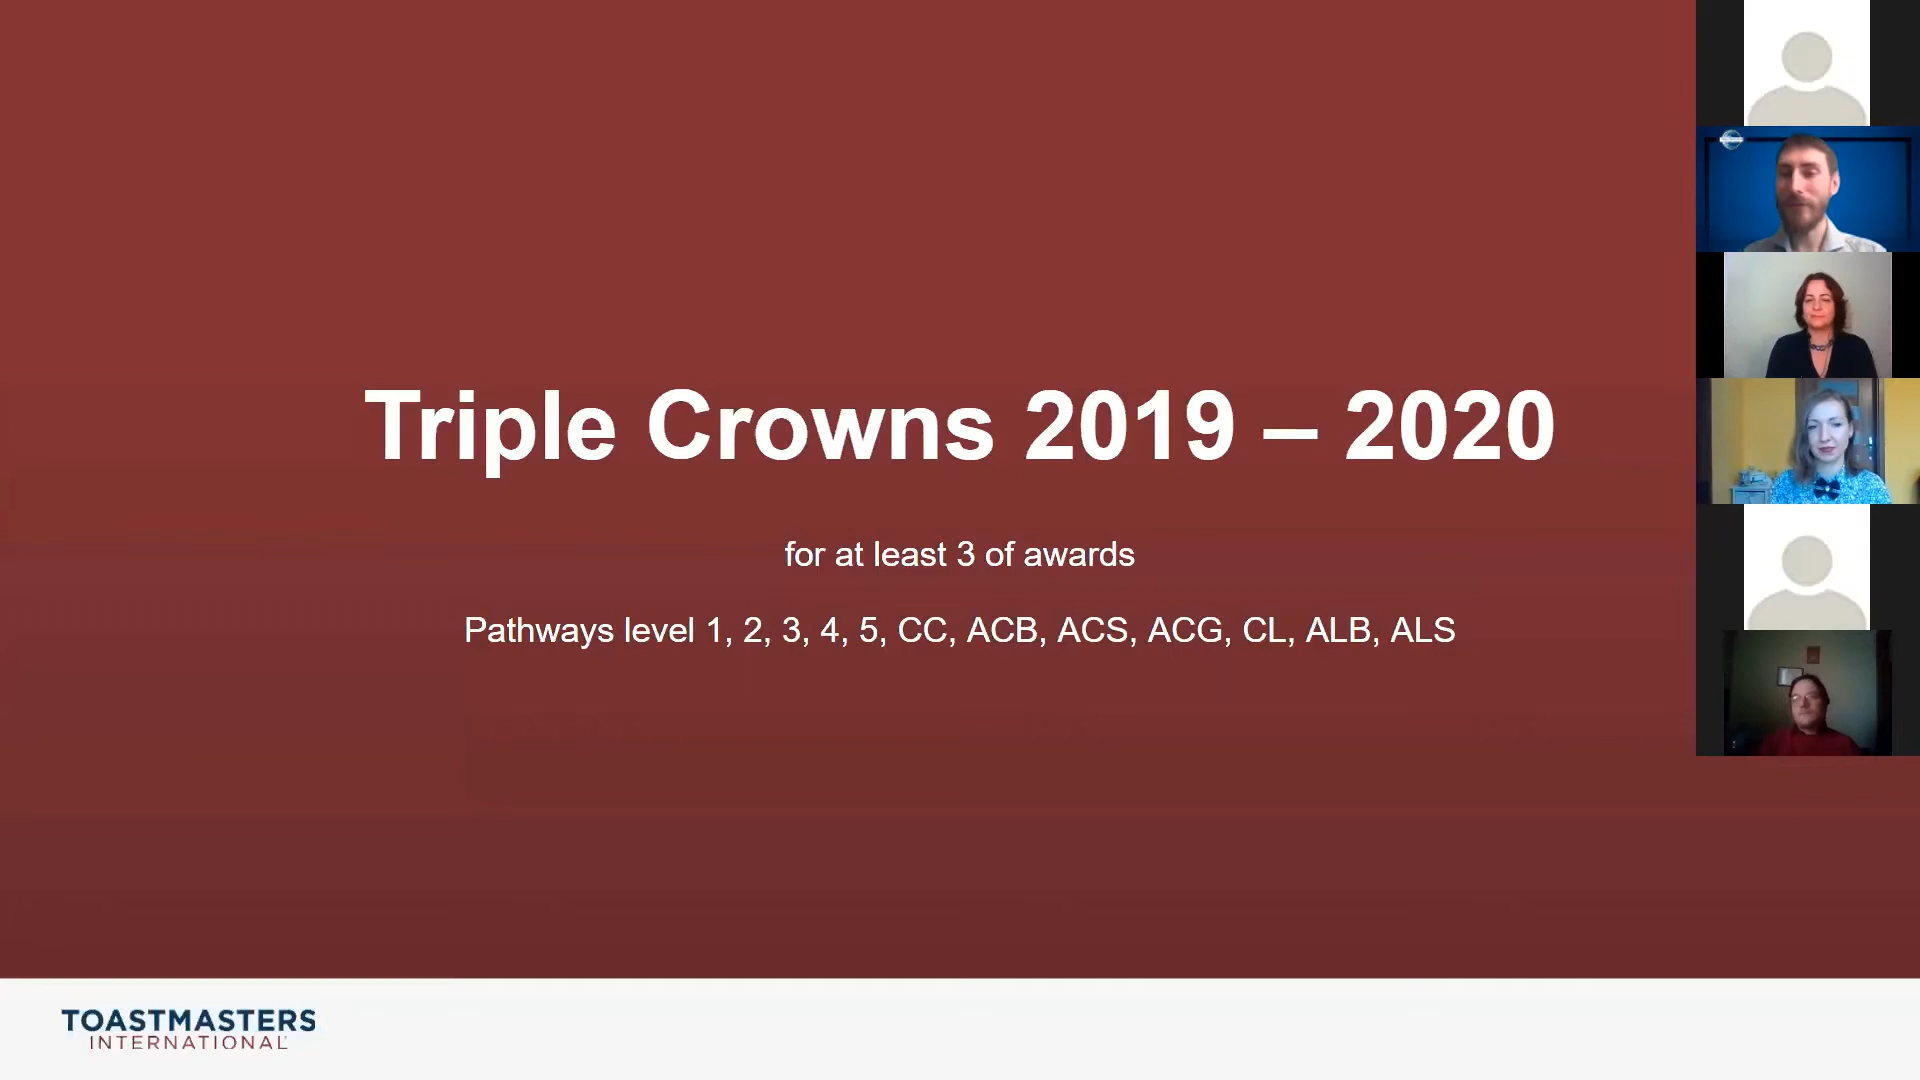 Triple Crowns 2019 – 2020
for at least 3 of awards
Pathways level 1, 2, 3, 4, 5, CC, ACB, ACS, ACG, CL, ALB, ALS
TOASTMASTERS
INTERNATIONAL